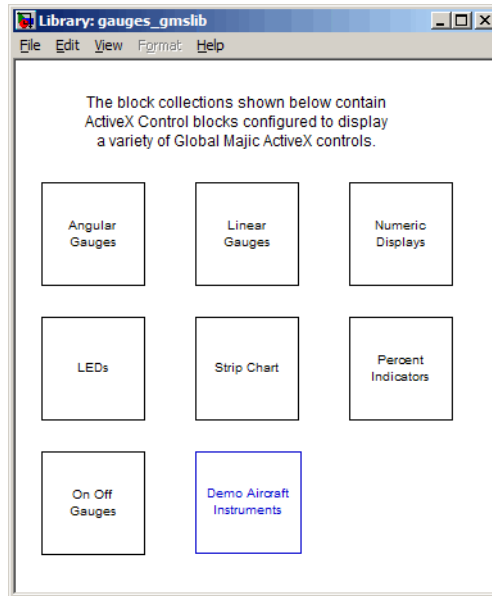 Library: gauges_gmslib
File Edit View Format Help
The block collections shown below contain
ActiveX Control blocks configured to display
a variety of Global Majic ActiveX controls.
Angular
Gauges
Linear
Gauges
Numeric
Displays
LEDs
Strip Chart
Percent
Indicators
On Off
Gauges
Demo Aircraft
Instruments